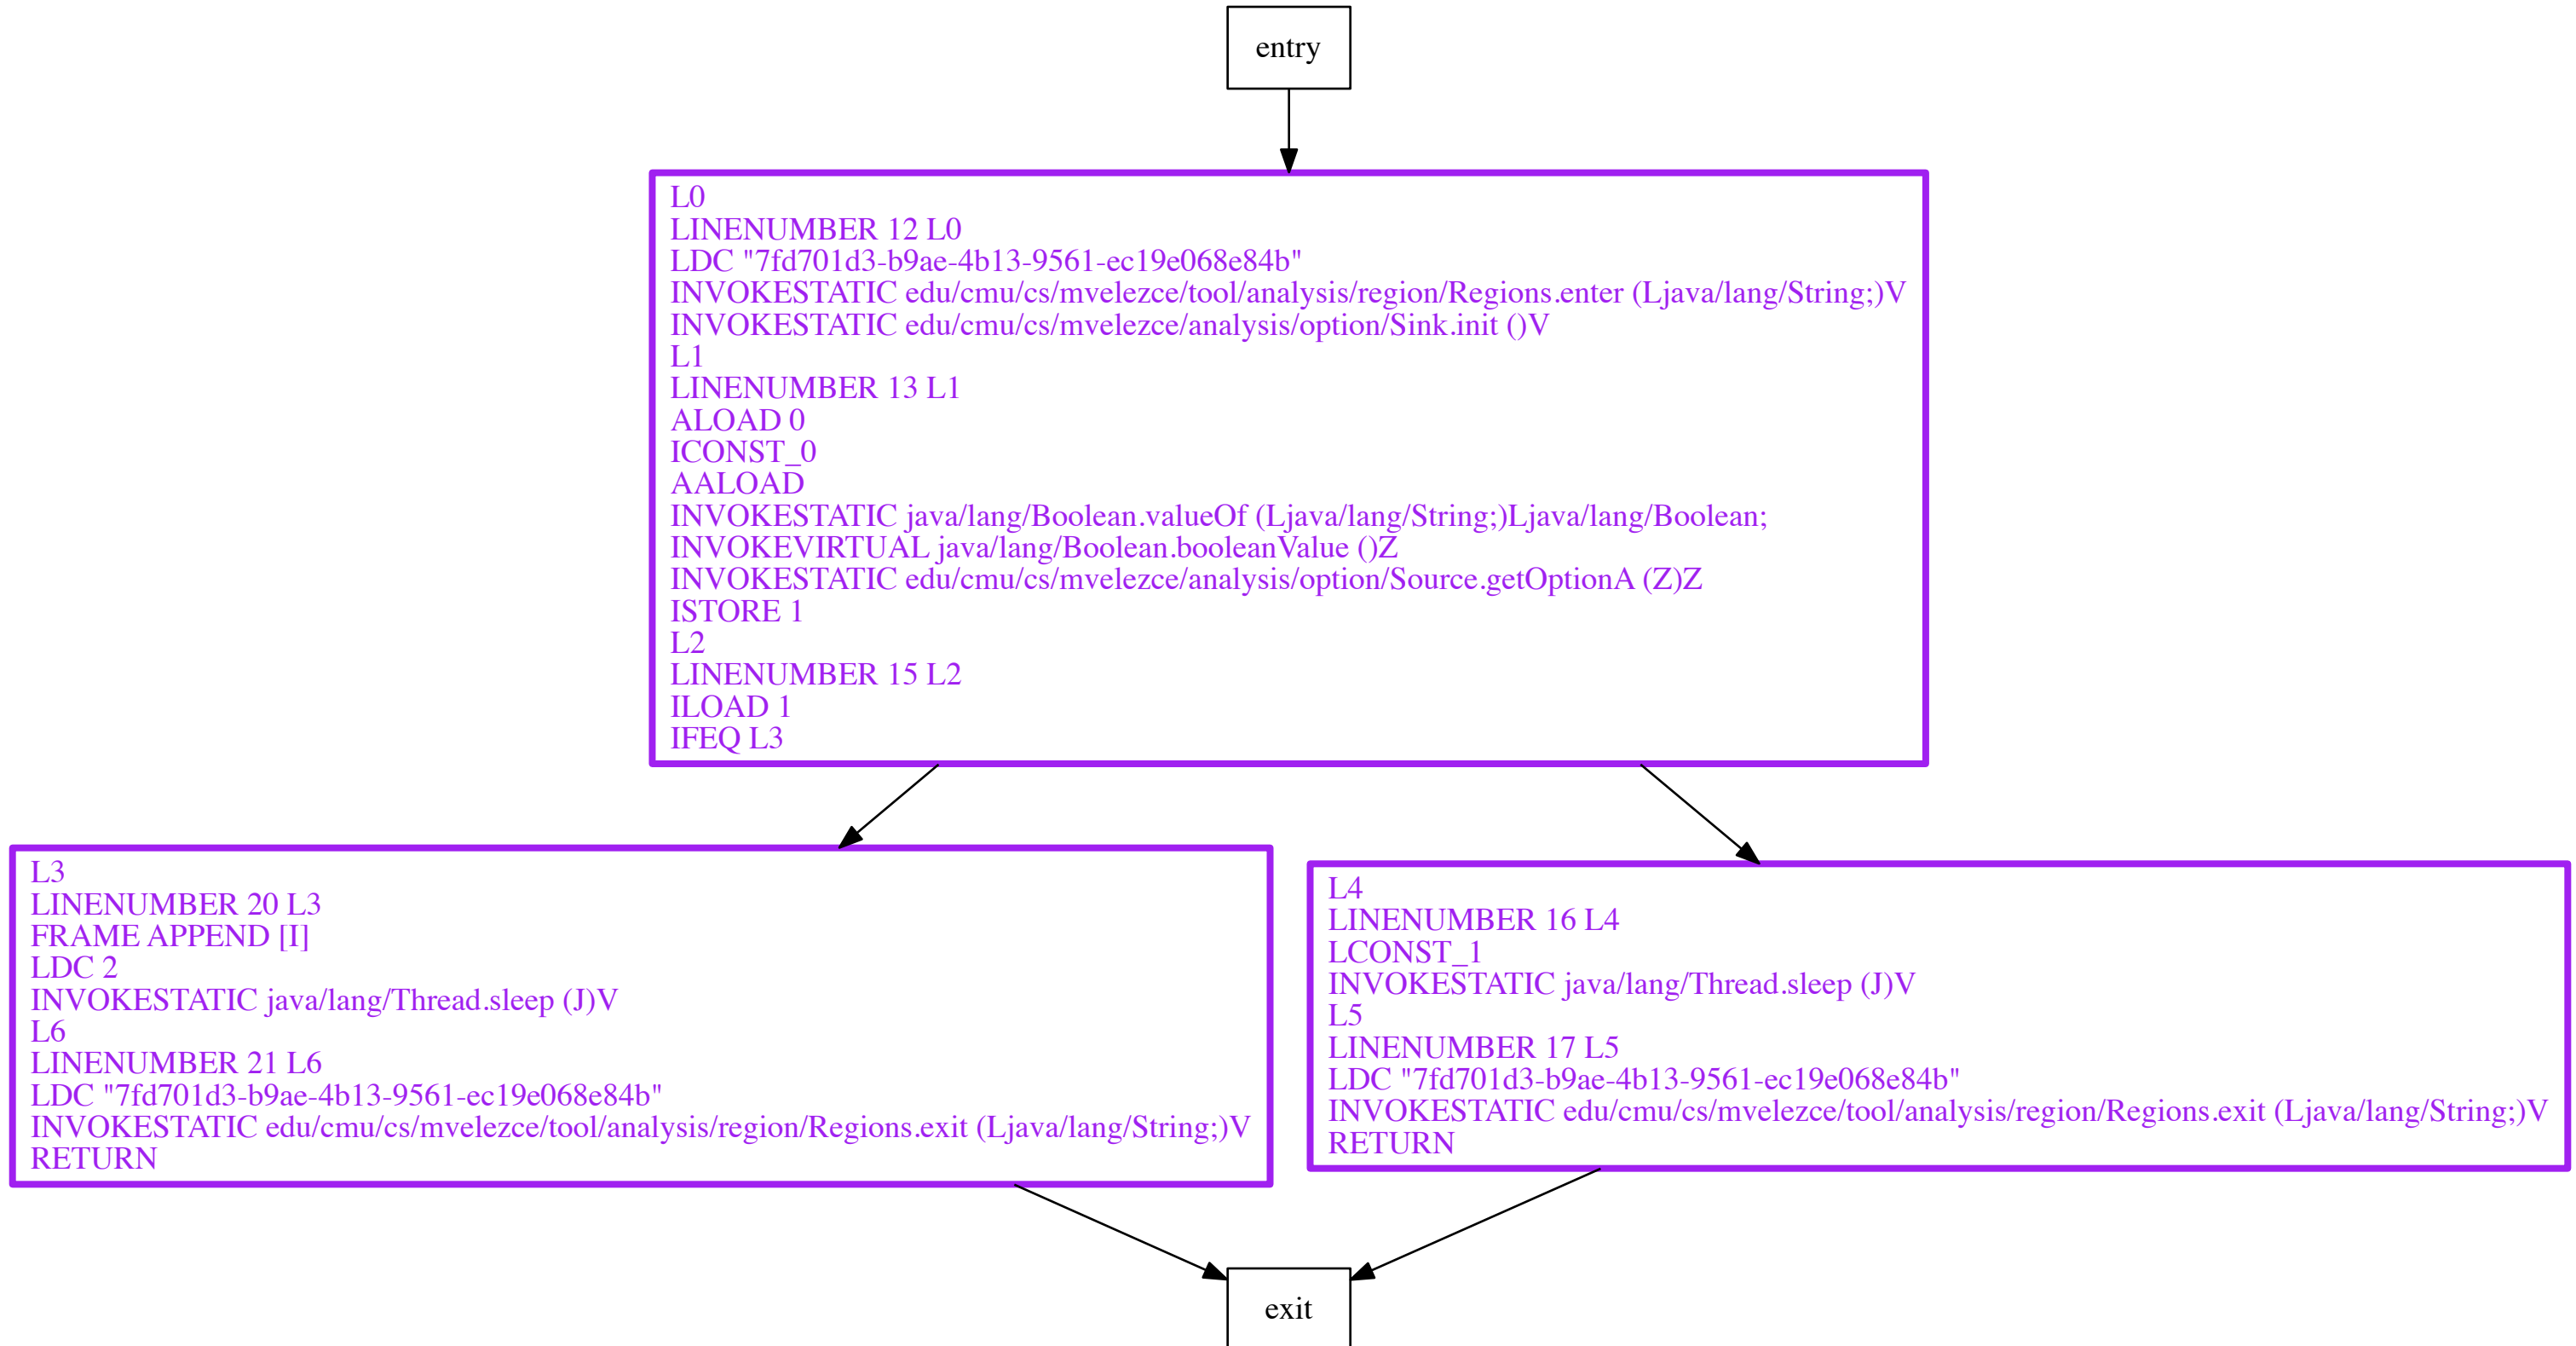 entry
L0
LINENUMBER 12 L0
LDC "7fd701d3-b9ae-4b13-9561-ec19e068e84b"
INVOKESTATIC edu/cmu/cs/mvelezce/tool/analysis/region/Regions.enter (Ljava/lang/String;)V
INVOKESTATIC edu/cmu/cs/mvelezce/analysis/option/Sink.init ()V
L1
LINENUMBER 13 L1
ALOAD 0
ICONST_0
AALOAD
INVOKESTATIC java/lang/Boolean.valueOf (Ljava/lang/String;)Ljava/lang/Boolean;
INVOKEVIRTUAL java/lang/Boolean.booleanValue ()Z
INVOKESTATIC edu/cmu/cs/mvelezce/analysis/option/Source.getOptionA (Z)Z
ISTORE 1
L2
LINENUMBER 15 L2
ILOAD 1
IFEQ L3
L3
LINENUMBER 20 L3
FRAME APPEND [I]
LDC 2
INVOKESTATIC java/lang/Thread.sleep (J)V
L6
LINENUMBER 21 L6
LDC "7fd701d3-b9ae-4b13-9561-ec19e068e84b"
INVOKESTATIC edu/cmu/cs/mvelezce/tool/analysis/region/Regions.exit (Ljava/lang/String;)V
RETURN
L4
LINENUMBER 16 L4
LCONST_1
INVOKESTATIC java/lang/Thread.sleep (J)V
L5
LINENUMBER 17 L5
LDC "7fd701d3-b9ae-4b13-9561-ec19e068e84b"
INVOKESTATIC edu/cmu/cs/mvelezce/tool/analysis/region/Regions.exit (Ljava/lang/String;)V
RETURN
exit